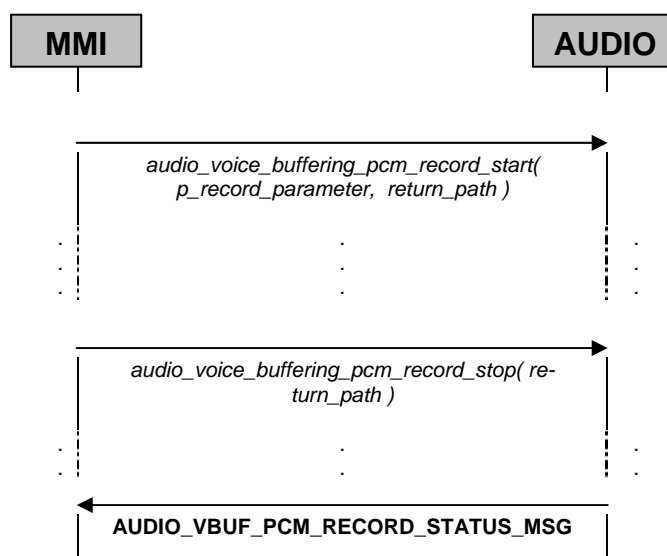 MMI
AUDIO
audio_voice_buffering_pcm_record_start(
p_record_parameter, return_path )
. . .
. . .
. . .
audio_voice_buffering_pcm_record_stop( re-
turn_path )
. . .
. . .
AUDIO_VBUF_PCM_RECORD_STATUS_MSG